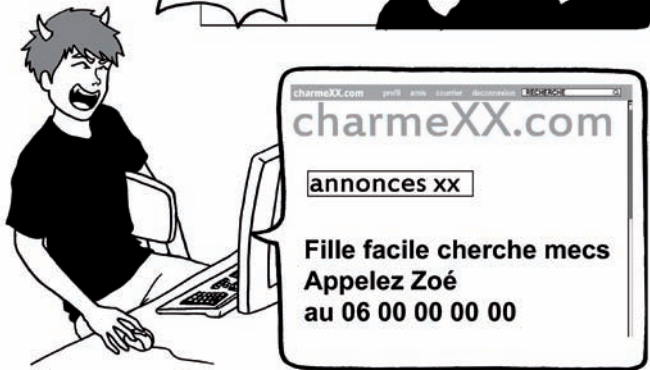 charmeXX.com profil amis courrier deconnexion RECHERCHE
charmeXX.com
annonces xx
Fille facile cherche mecs
Appelez Zoé
au 06 00 00 00 00